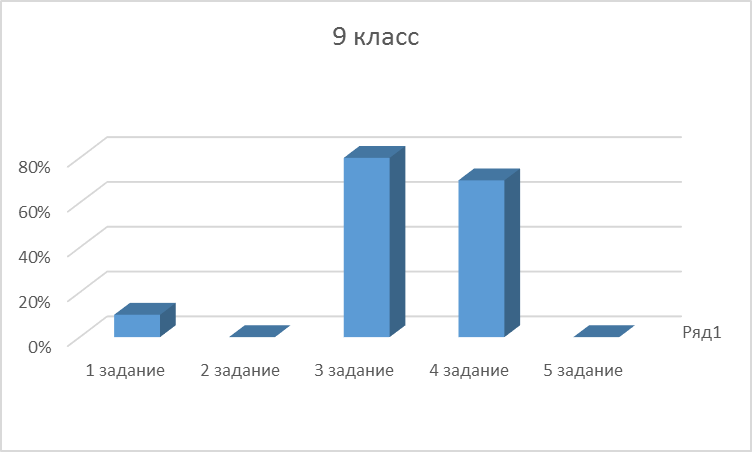 9 класс
80%
60%
40%
20%
0%
Ряд1
1 задание
2 задание
3 задание
4 задание
5 задание